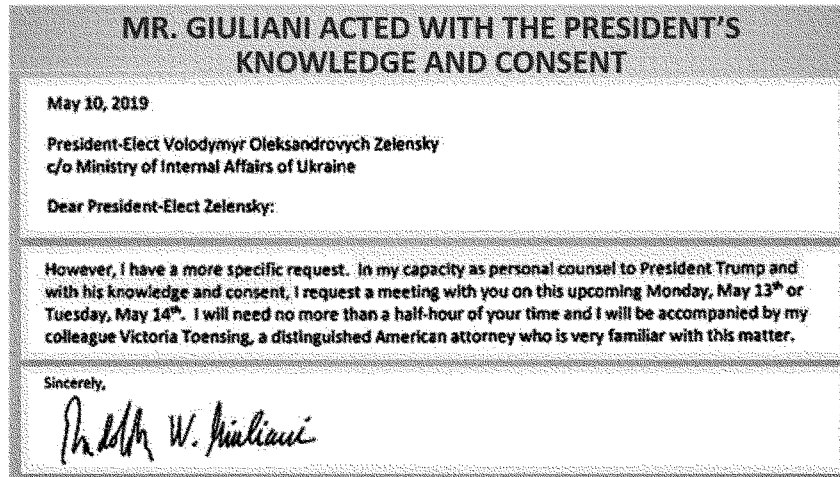 MR. GIULIANI ACTED WITH THE PRESIDENT'S
KNOWLEDGE AND CONSENT
May 10, 2019
President-Elect Volodymyr Oleksandrovych Zelensky
c/o Ministry of Internal Affairs of Ukraine
Dear President-Elect Zelensky:
However, I have a more specific request. In my capacity as personal counsel to President Trump and
with his knowledge and consent, I request a meeting with you on this upcoming Monday, May 13th or
Tuesday, May 14th. I will need no more than a half-hour of your time and I will be accompanied by my
colleague Victoria Toensing, a distinguished American attorney who is very familiar with this matter.
Sincerely,
Rudolph W. Giuliani